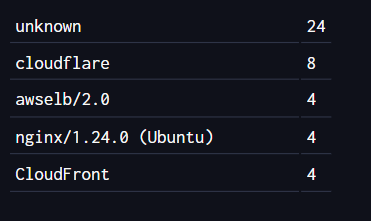 unknown 24
cloudflare 8
awselb/2.0 4
nginx/1.24.0 (Ubuntu) 4
CloudFront 4